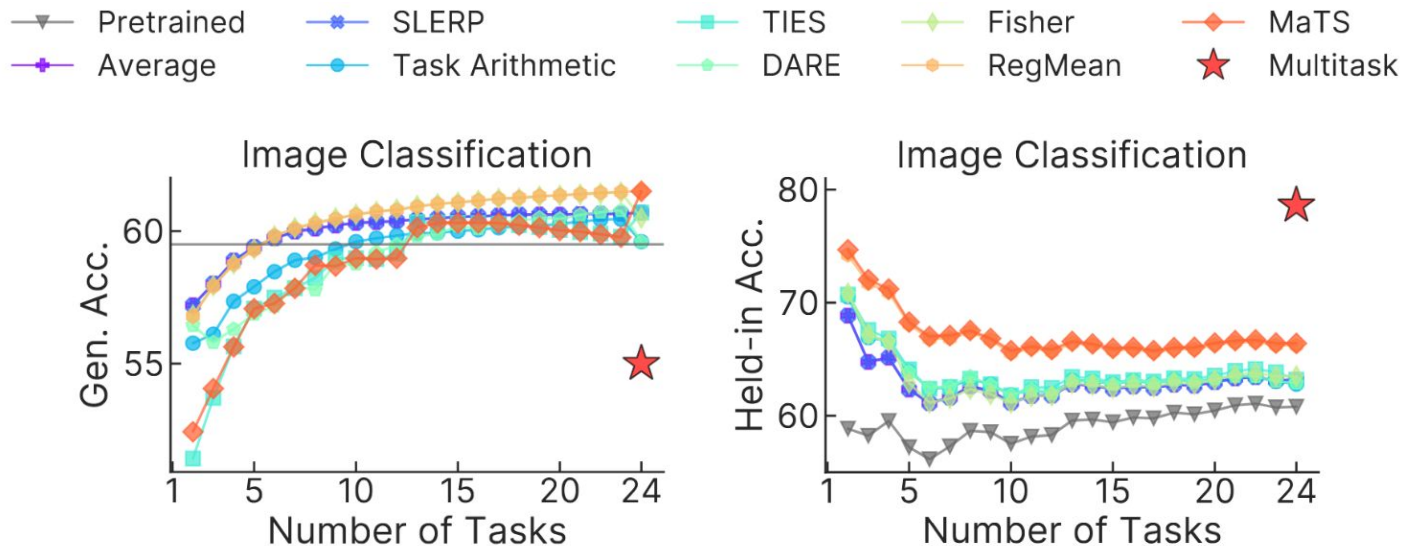 Pretrained SLERP TIES Fisher MaTS
Average Task Arithmetic DARE RegMean Multitask
Image Classification
Gen. Acc.
60
55
1 5 10 15 20 24
Number of Tasks
Image Classification
Held-in Acc.
80
70
60
1 5 10 15 20 24
Number of Tasks